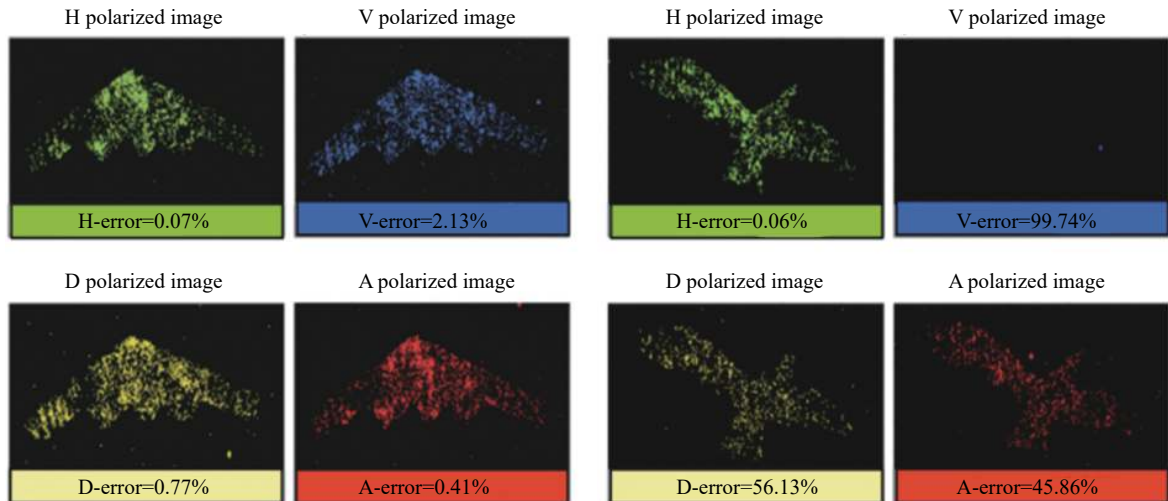 H polarized image
V polarized image
H polarized image
V polarized image
H-error=0.07%
V-error=2.13%
H-error=0.06%
V-error=99.74%
D polarized image
A polarized image
D polarized image
A polarized image
D-error=0.77%
A-error=0.41%
D-error=56.13%
A-error=45.86%